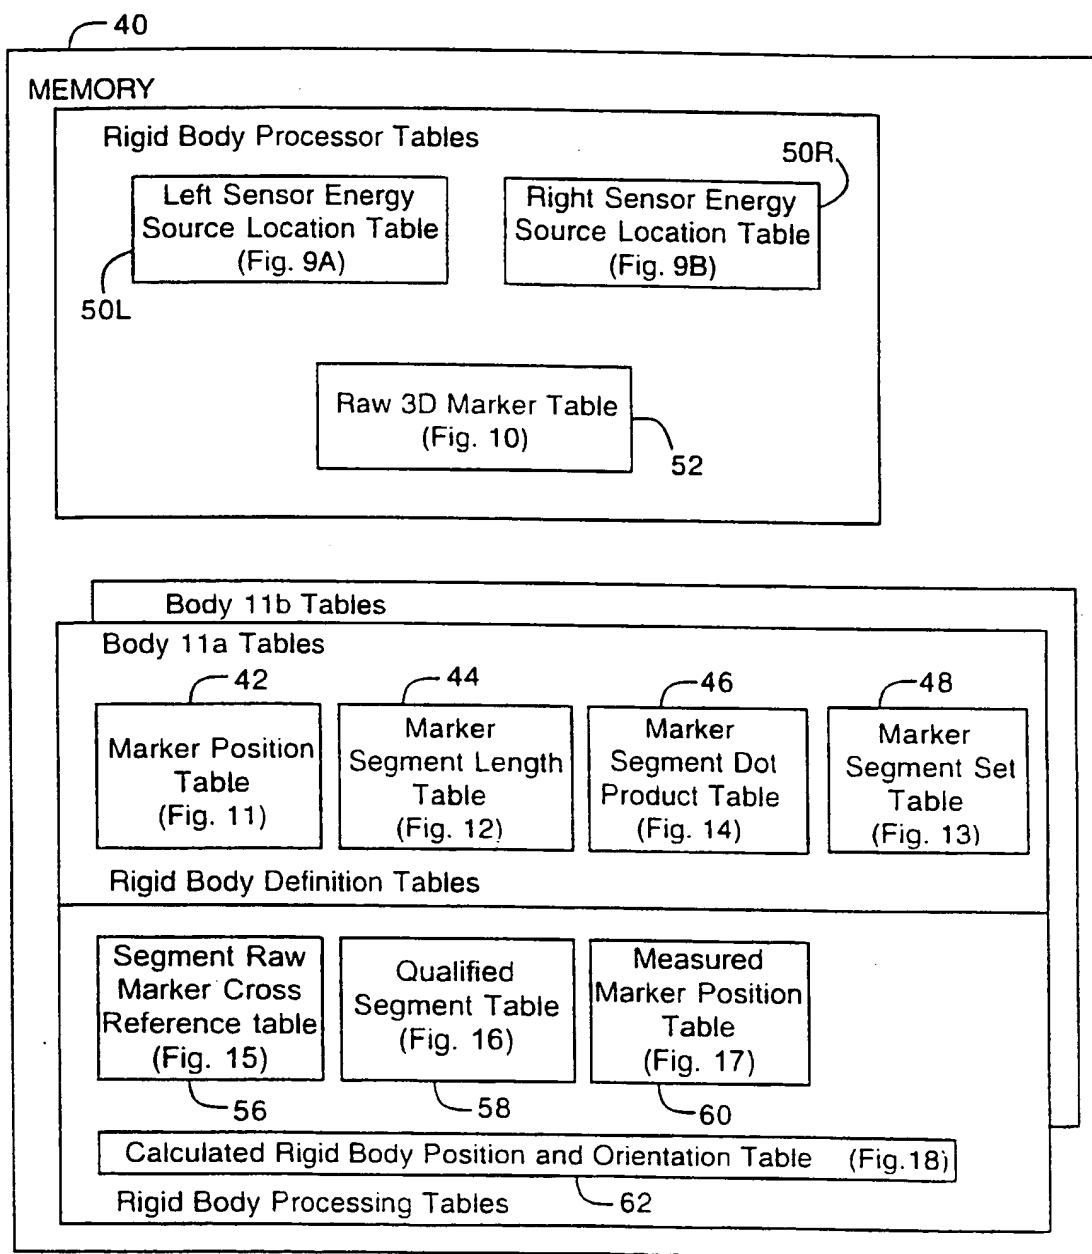 40
MEMORY
Rigid Body Processor Tables
50R
Left Sensor Energy
Source Location Table
(Fig. 9A)
Right Sensor Energy
Source Location Table
(Fig. 9B)
50L
Raw 3D Marker Table
(Fig. 10)
52
Body 11b Tables
Body 11a Tables
42
44
46
48
Marker Position
Table
(Fig. 11)
Marker
Segment Length
Table
(Fig. 12)
Marker
Segment Dot
Product Table
(Fig. 14)
Marker
Segment Set
Table
(Fig. 13)
Rigid Body Definition Tables
Segment Raw
Marker Cross
Reference table
(Fig. 15)
Qualified
Segment Table
(Fig. 16)
Measured
Marker Position
Table
(Fig. 17)
56
58
60
Calculated Rigid Body Position and Orientation Table (Fig.18)
Rigid Body Processing Tables
62